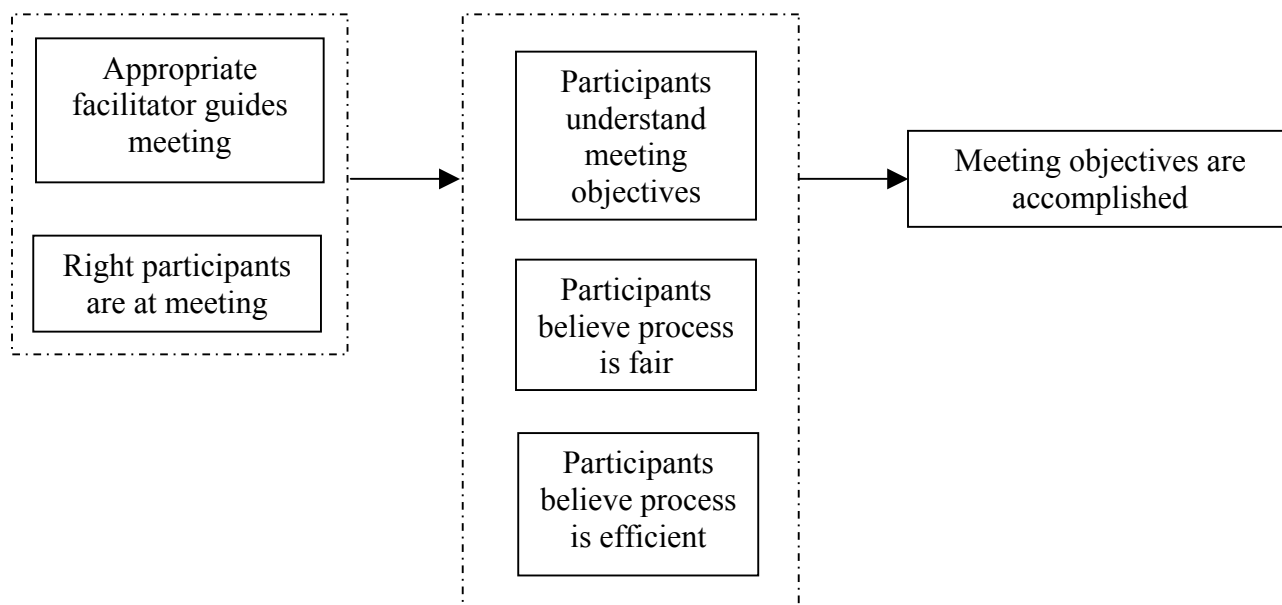 Appropriate
facilitator guides
meeting
Right participants
are at meeting
Participants
understand
meeting
objectives
Participants
believe process
is fair
Participants
believe process
is efficient
Meeting objectives are
accomplished